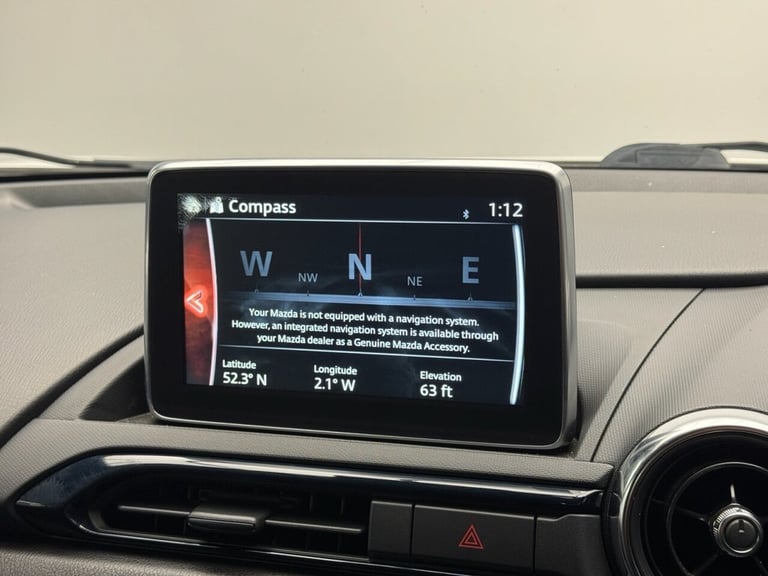 Compass
1:12
W NW N NE E
Your Mazda is not equipped with a navigation system.
However, an integrated navigation system is available through
your Mazda dealer as a Genuine Mazda Accessory.
Latitude Longitude Elevation
52.3° N 2.1° W 63 ft